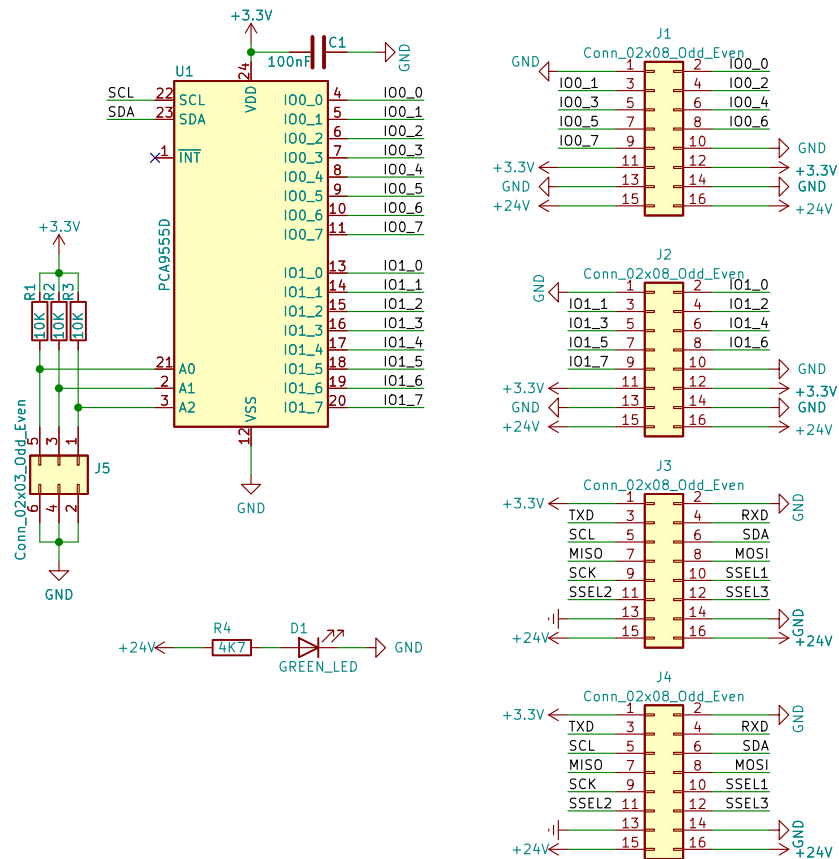 +3.3V
C1
100nF
GND
U1
24
VDD
SCL 22 SCL IO0_0 4 IO0_0
SDA 23 SDA IO0_1 5 IO0_1
IO0_2 6 IO0_2
1 INT IO0_3 7 IO0_3
IO0_4 8 IO0_4
IO0_5 9 IO0_5
IO0_6 10 IO0_6
IO0_7 11 IO0_7
PCA9555D
IO1_0 13 IO1_0
IO1_1 14 IO1_1
IO1_2 15 IO1_2
IO1_3 16 IO1_3
IO1_4 17 IO1_4
21 A0 IO1_5 18 IO1_5
2 A1 IO1_6 19 IO1_6
3 A2 IO1_7 20 IO1_7
VSS
12
GND
+3.3V
R1 R2 R3
10K 10K 10K
5 3 1
J5
Conn_02x03_Odd_Even
6 4 2
GND
R4
D1
+24V 4K7 GND
GREEN_LED
J1
Conn_02x08_Odd_Even
GND 1 2 IO0_0
IO0_1 3 4 IO0_2
IO0_3 5 6 IO0_4
IO0_5 7 8 IO0_6
IO0_7 9 10 GND
+3.3V 11 12 +3.3V
GND 13 14 GND
+24V 15 16 +24V
J2
Conn_02x08_Odd_Even
GND 1 2 IO1_0
IO1_1 3 4 IO1_2
IO1_3 5 6 IO1_4
IO1_5 7 8 IO1_6
IO1_7 9 10 GND
+3.3V 11 12 +3.3V
GND 13 14 GND
+24V 15 16 +24V
J3
Conn_02x08_Odd_Even
+3.3V 1 2 GND
TXD 3 4 RXD
SCL 5 6 SDA
MISO 7 8 MOSI
SCK 9 10 SSEL1
SSEL2 11 12 SSEL3
13 14 GND
+24V 15 16 +24V
J4
Conn_02x08_Odd_Even
+3.3V 1 2 GND
TXD 3 4 RXD
SCL 5 6 SDA
MISO 7 8 MOSI
SCK 9 10 SSEL1
SSEL2 11 12 SSEL3
13 14 GND
+24V 15 16 +24V